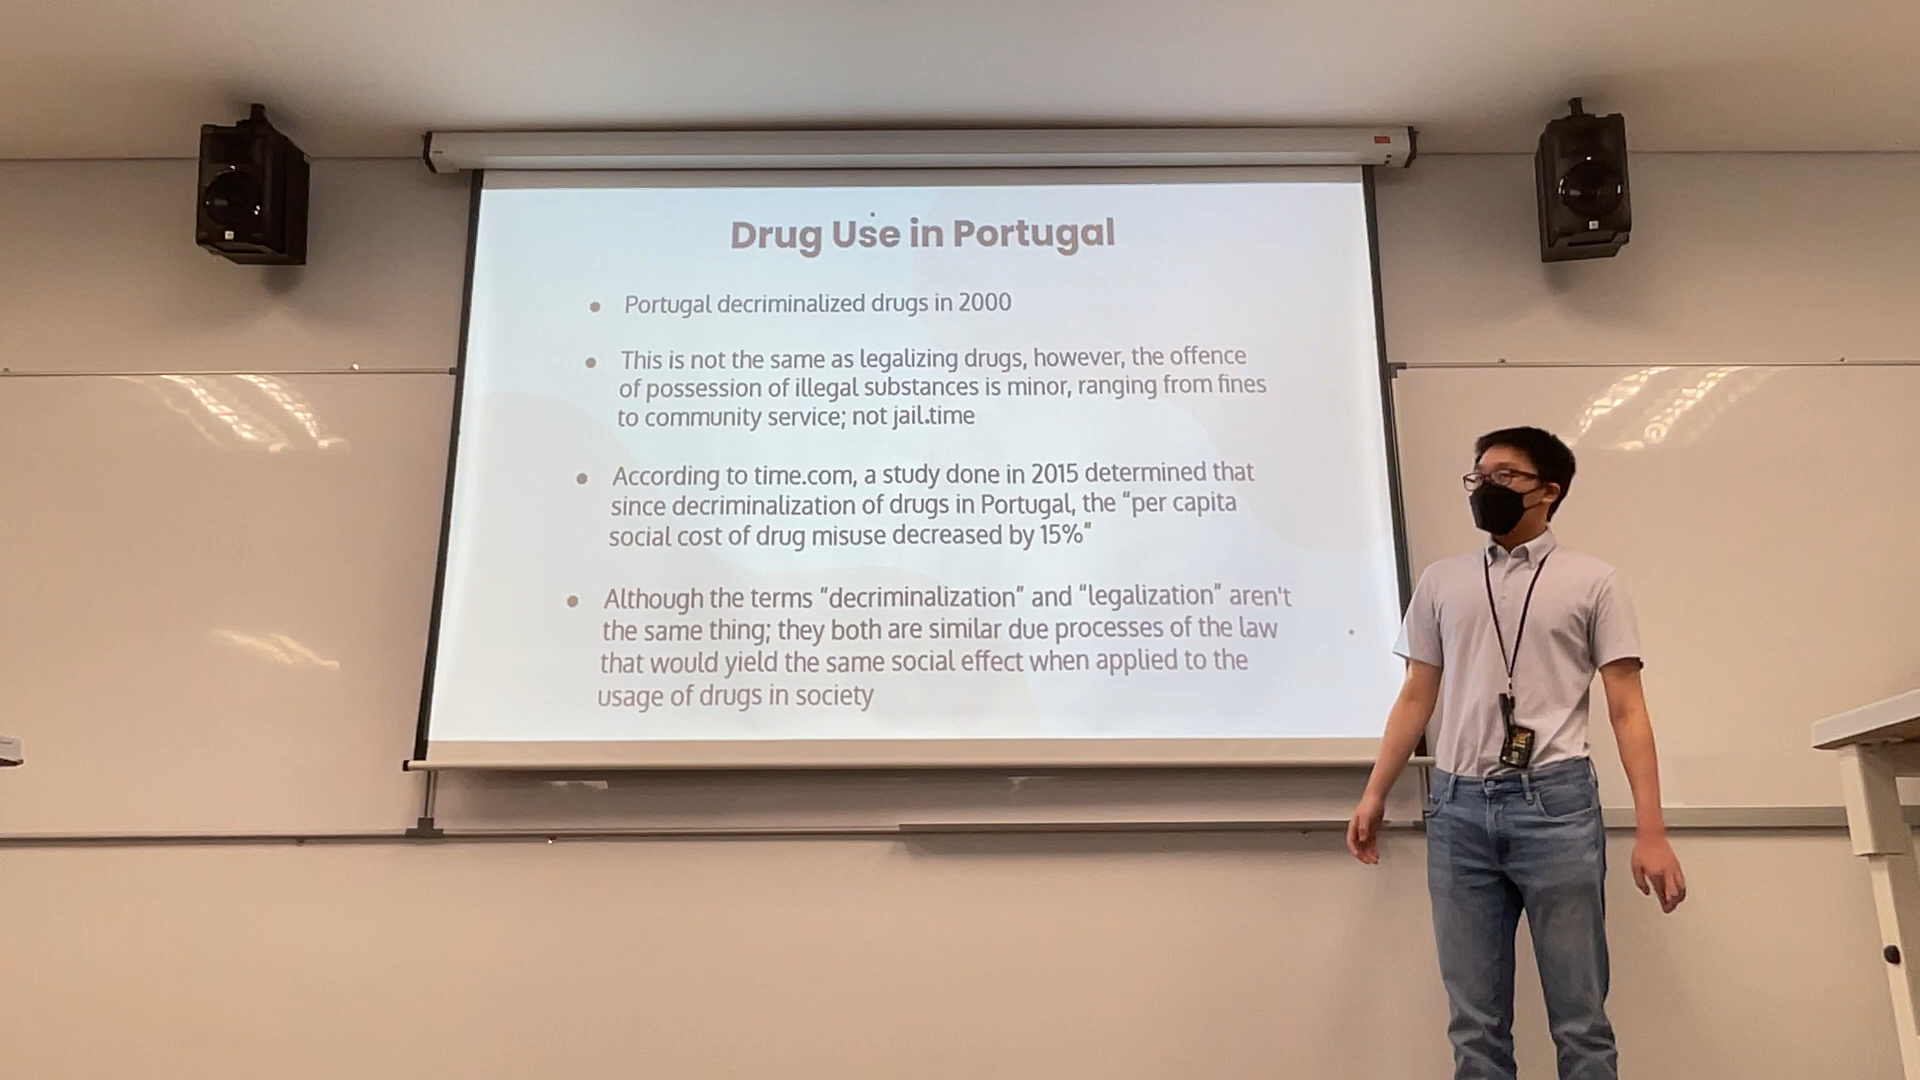 Drug Use in Portugal
Portugal decriminalized drugs in 2000
This is not the same as legalizing drugs, however, the offence
of possession of illegal substances is minor, ranging from fines
to community service; not jail time
According to time.com, a study done in 2015 determined that
since decriminalization of drugs in Portugal, the “per capita
social cost of drug misuse decreased by 15%”
Although the terms “decriminalization” and “legalization” aren't
the same thing; they both are similar due processes of the law
that would yield the same social effect when applied to the
usage of drugs in society